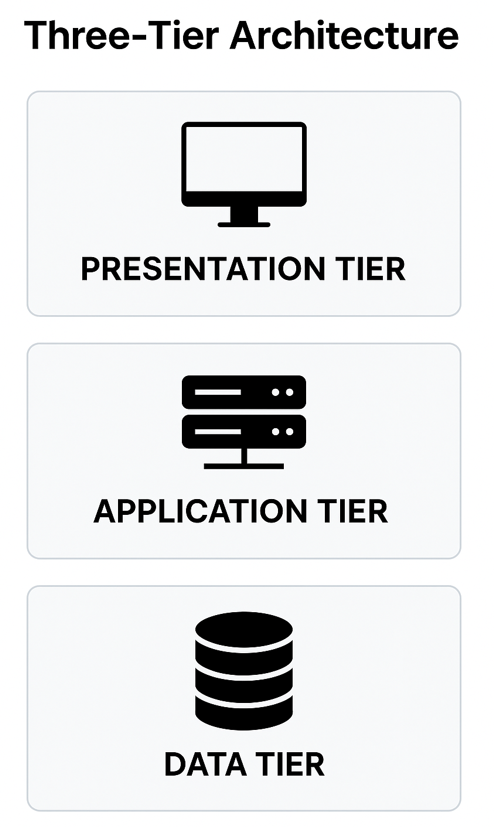 Three-Tier Architecture
PRESENTATION TIER
APPLICATION TIER
DATA TIER